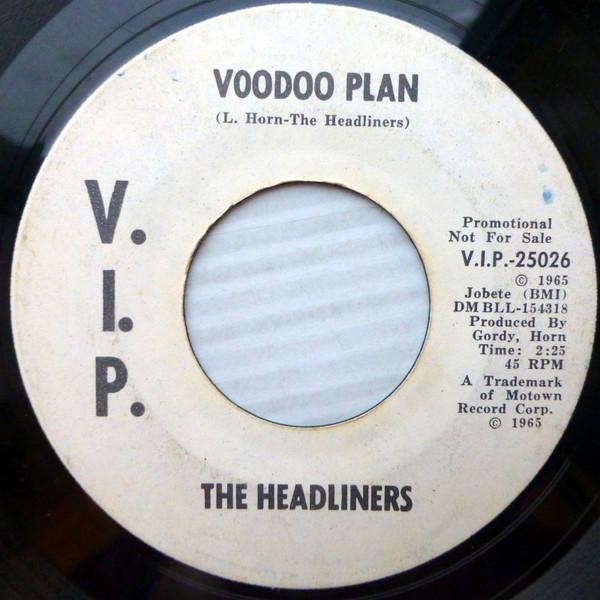 VOODOO PLAN
(L. Horn-The Headliners)
V.
I.
P.
Promotional
Not For Sale
V.I.P.-25026
© 1965
Jobete (BMI)
DM BLL-154318
Produced By
Gordy, Horn
Time: 2:25
45 RPM
A Trademark
of Motown
Record Corp.
© 1965
THE HEADLINERS